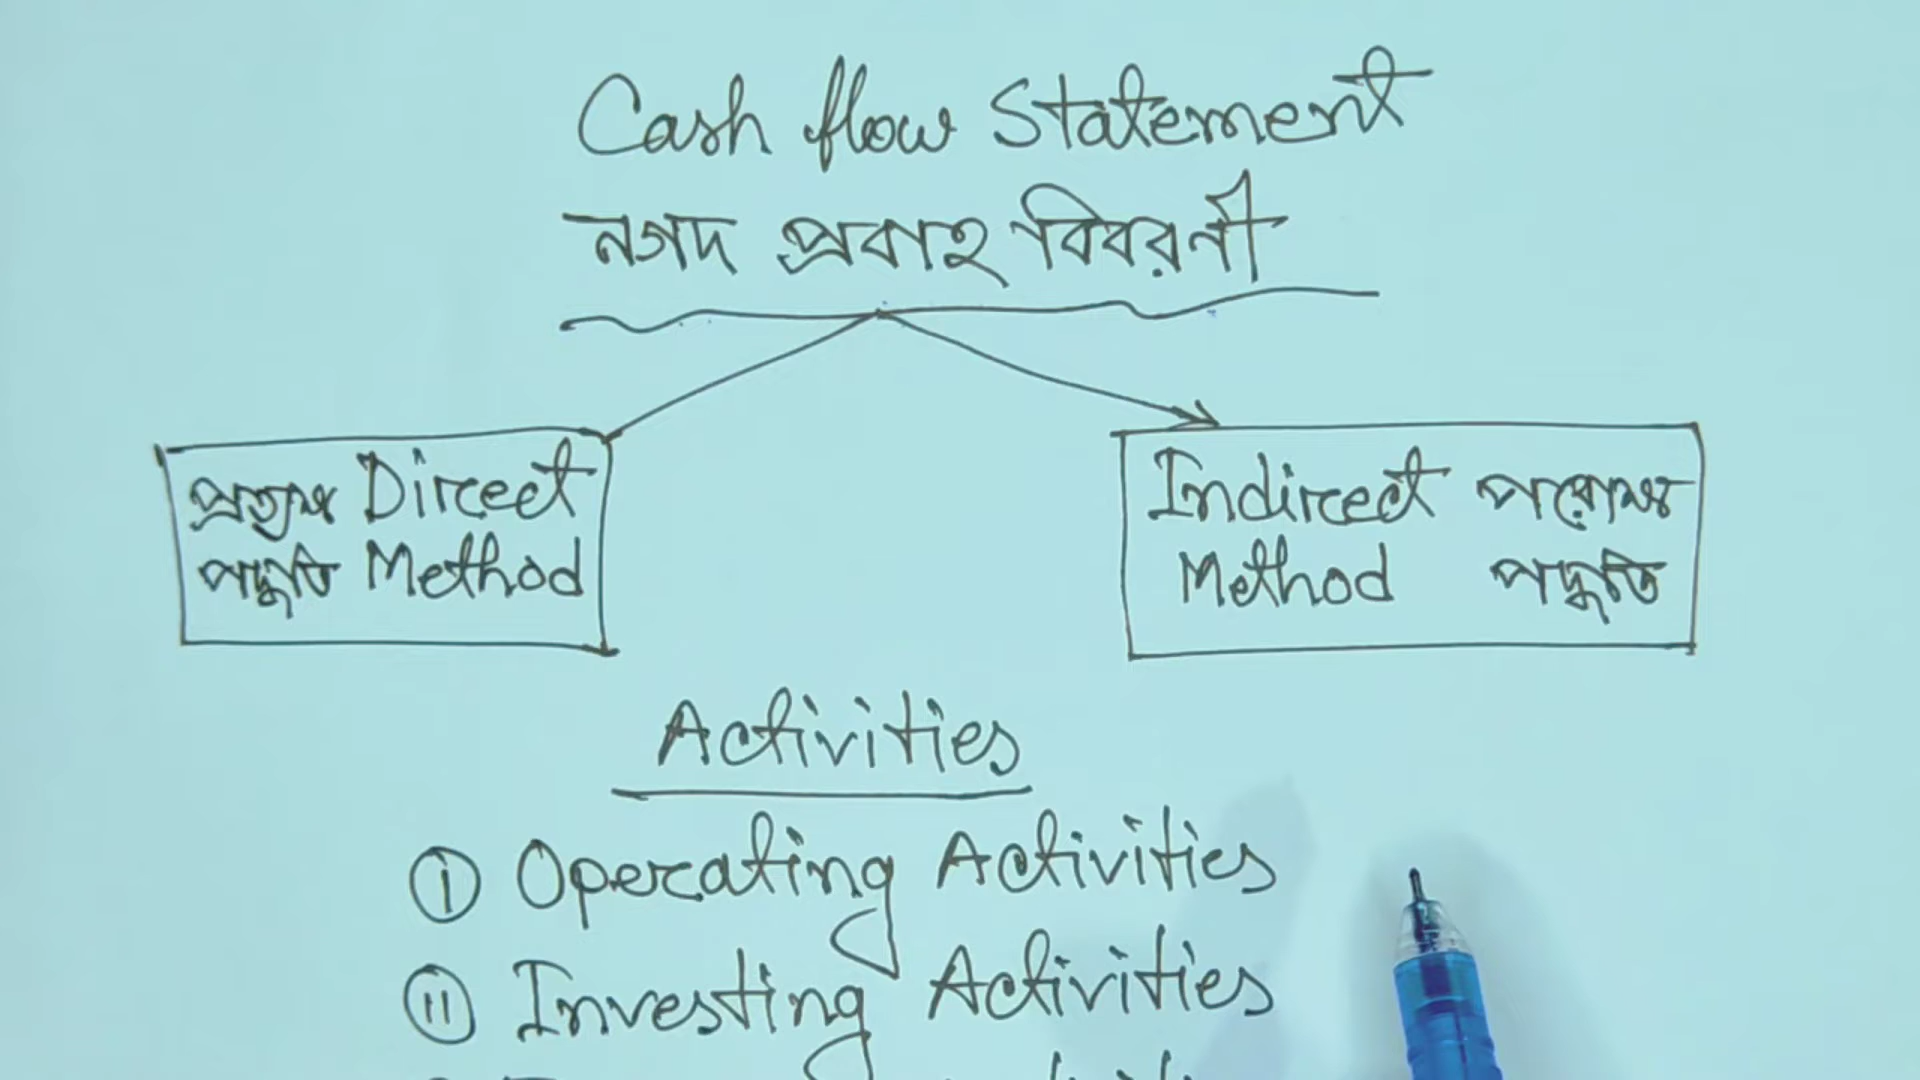 Cash flow Statement
নগদ প্রবাহ বিবরনী
প্রত্যক্ষ Direct
পদ্ধতি Method
Indirect পরোক্ষ
Method পদ্ধতি
Activities
i Operating Activities
ii Investing Activities